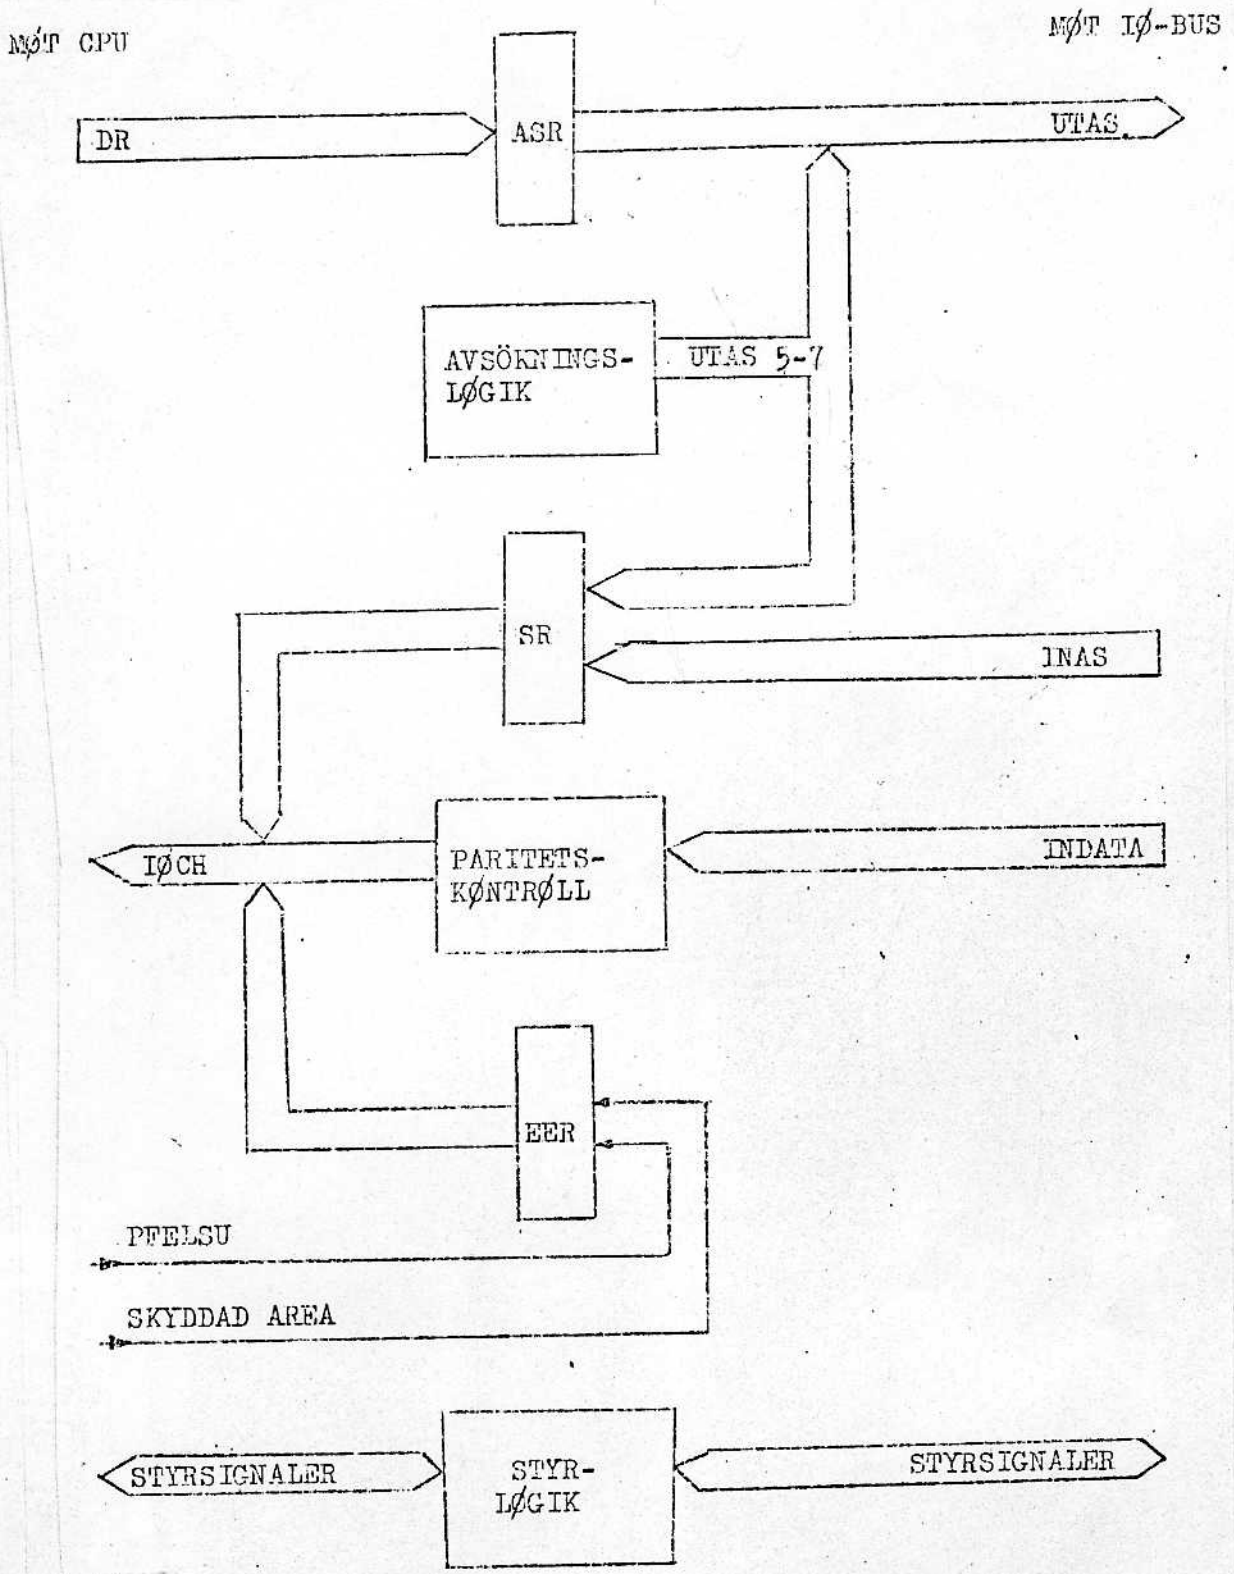 MØT CPU
MØT IØ-BUS
DR
ASR
UTAS
AVSÖKNINGS-
LØGIK
UTAS 5-7
SR
INAS
IØCH
PARITETS-
KØNTRØLL
INDATA
EER
PFELSU
SKYDDAD AREA
STYRSIGNALER
STYR-
LØGIK
STYRSIGNALER